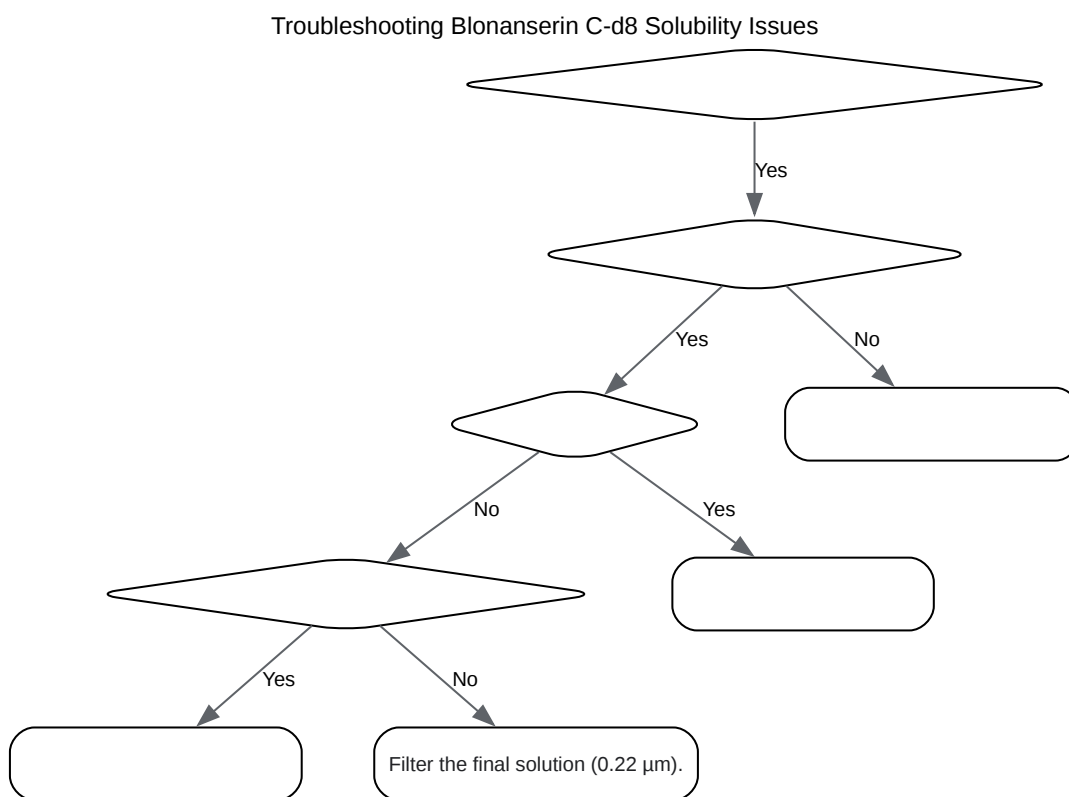 Troubleshooting Blonanserin C-d8 Solubility Issues
Yes
Yes
No
No
Yes
Yes
No
Filter the final solution (0.22 µm).